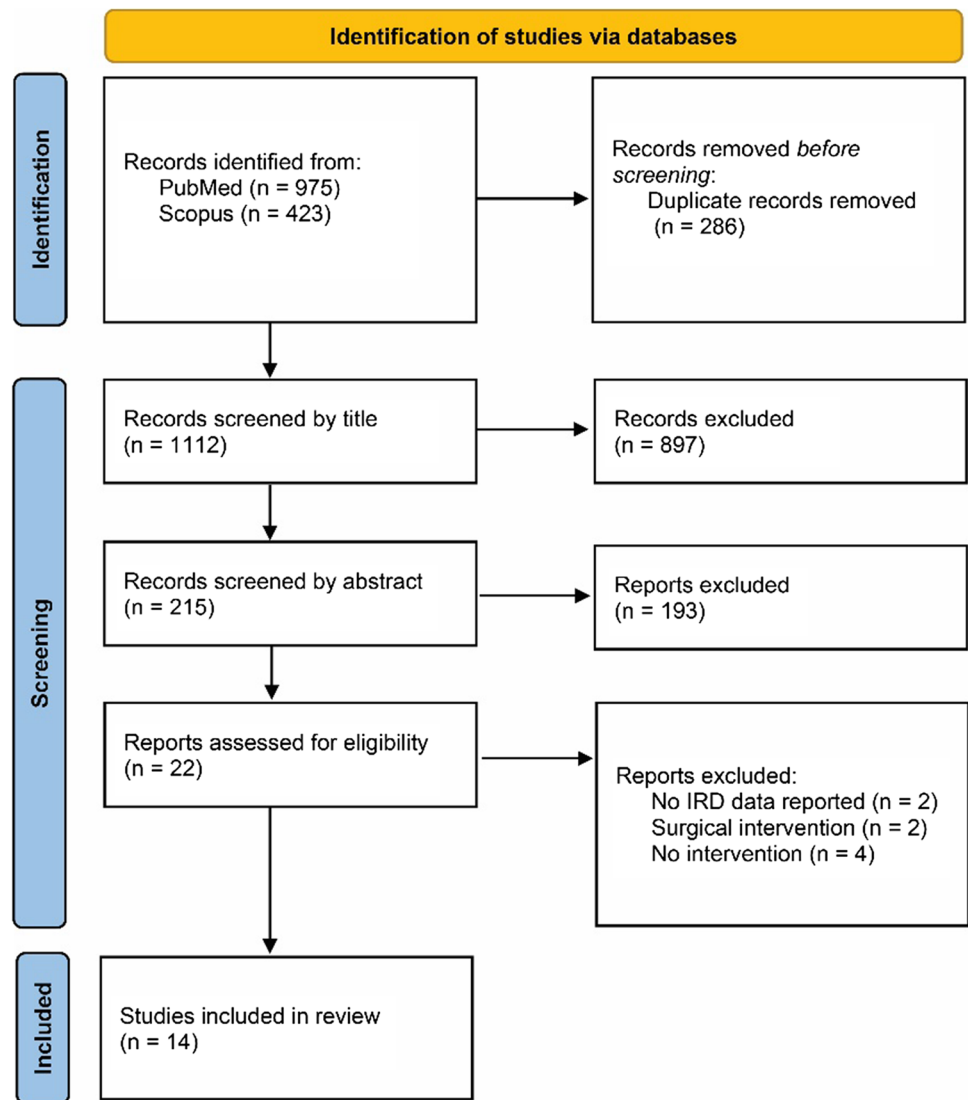 Identification of studies via databases
Identification
Records identified from:
PubMed (n = 975)
Scopus (n = 423)
Records removed before
screening:
Duplicate records removed
(n = 286)
Screening
Records screened by title
(n = 1112)
Records excluded
(n = 897)
Records screened by abstract
(n = 215)
Reports excluded
(n = 193)
Reports assessed for eligibility
(n = 22)
Reports excluded:
No IRD data reported (n = 2)
Surgical intervention (n = 2)
No intervention (n = 4)
Included
Studies included in review
(n = 14)